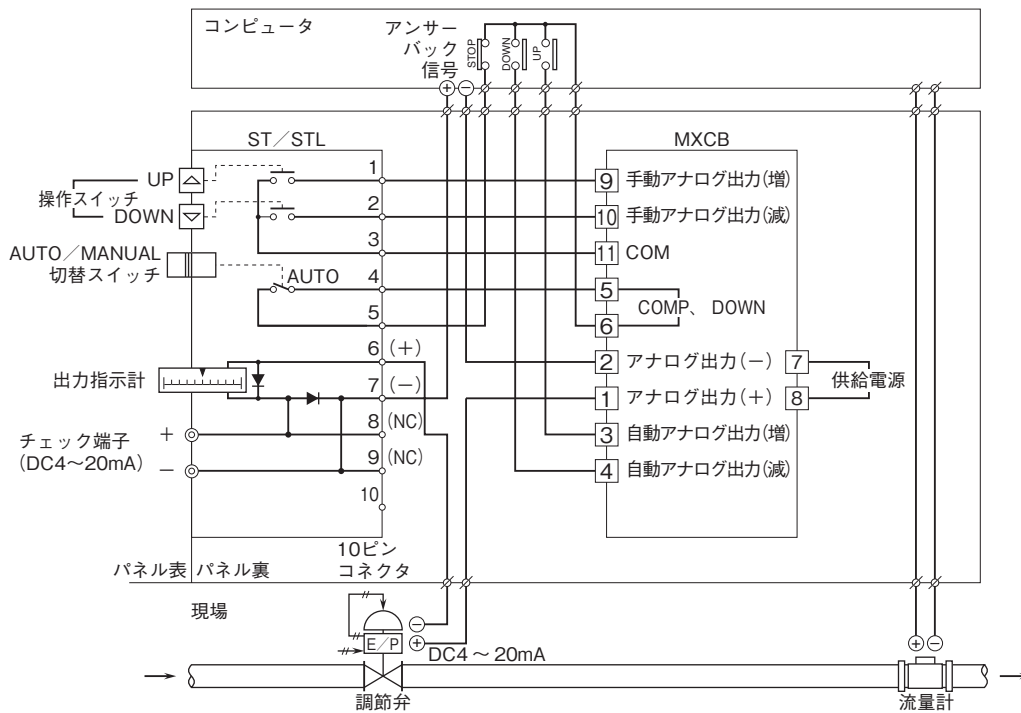 コンピュータ
アンサー
バック
信号
STOP
DOWN
UP
+ −
ST／STL
MXCB
UP
操作スイッチ
DOWN
AUTO／MANUAL
切替スイッチ
AUTO
1
2
3
4
5
6 (+)
7 (−)
8 (NC)
9 (NC)
10
9 手動アナログ出力(増)
10 手動アナログ出力(減)
11 COM
5
COMP、 DOWN
6
2 アナログ出力(−)
7
供給電源
1 アナログ出力(+)
8
3 自動アナログ出力(増)
4 自動アナログ出力(減)
出力指示計
チェック端子
(DC4〜20mA)
+
−
10ピン
コネクタ
パネル表
パネル裏
現場
−
E／P
+
DC4 〜 20mA
調節弁
+ −
流量計